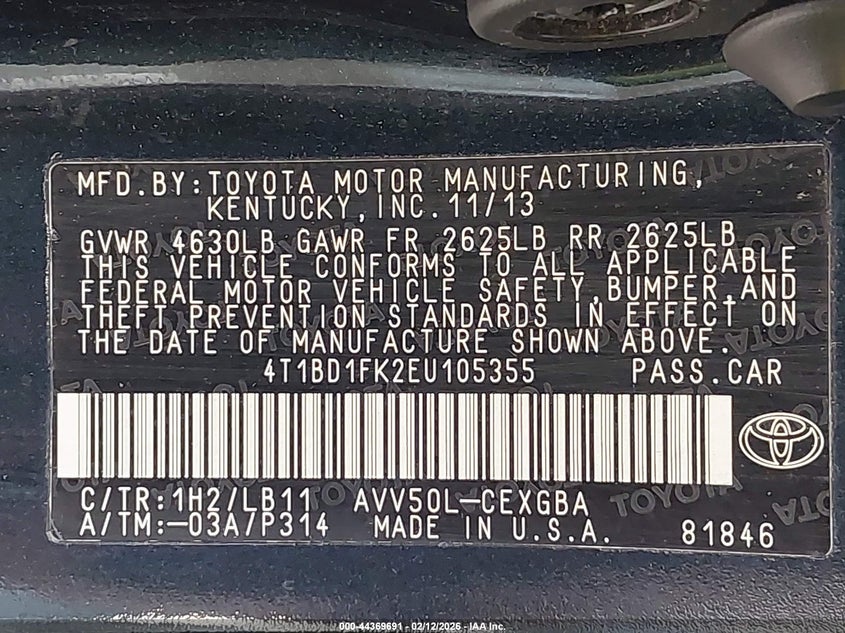 MFD.BY:TOYOTA MOTOR MANUFACTURING,
KENTUCKY,INC.11/13
GVWR 4630LB GAWR FR 2625LB RR 2625LB
THIS VEHICLE CONFORMS TO ALL APPLICABLE
FEDERAL MOTOR VEHICLE SAFETY,BUMPER,AND
THEFT PREVENTION STANDARDS IN EFFECT ON
THE DATE OF MANUFACTURE SHOWN ABOVE.
4T1BD1FK2EU105355 PASS.CAR
C/TR:1H2/LB11 AVV50L-CEXGBA
A/TM:-03A/P314 MADE IN U.S.A. 81846
000-44369691 - 02/12/2026 - IAA Inc.